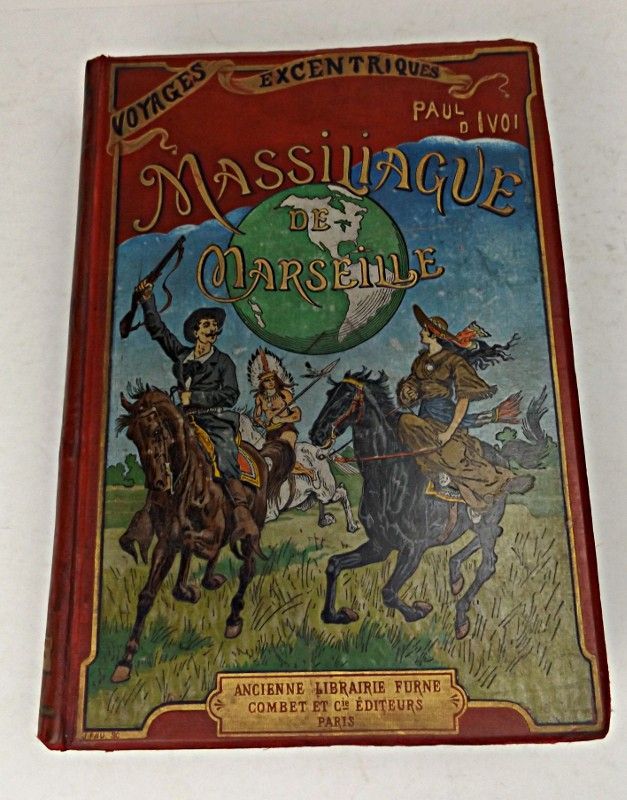 VOYAGES EXCENTRIQUES
PAUL
D IVOI
MASSILIAGUE
DE
MARSEILLE
ANCIENNE LIBRAIRIE FURNE
COMBET ET Cie ÉDITEURS
PARIS